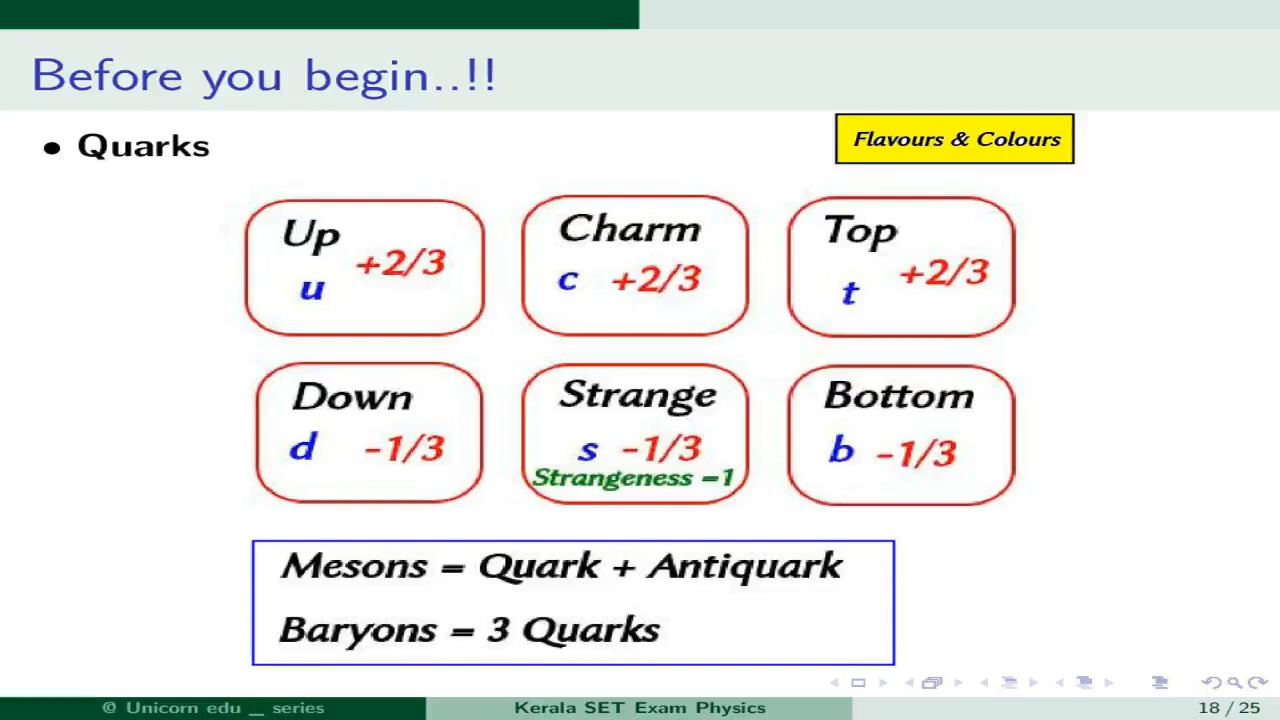 Before you begin..!!
• Quarks
Flavours & Colours
Up
+2/3
u
Charm
c +2/3
Top
+2/3
t
Down
d -1/3
Strange
s -1/3
Strangeness =1
Bottom
b -1/3
Mesons = Quark + Antiquark
Baryons = 3 Quarks
© Unicorn edu _ series
Kerala SET Exam Physics
18 / 25